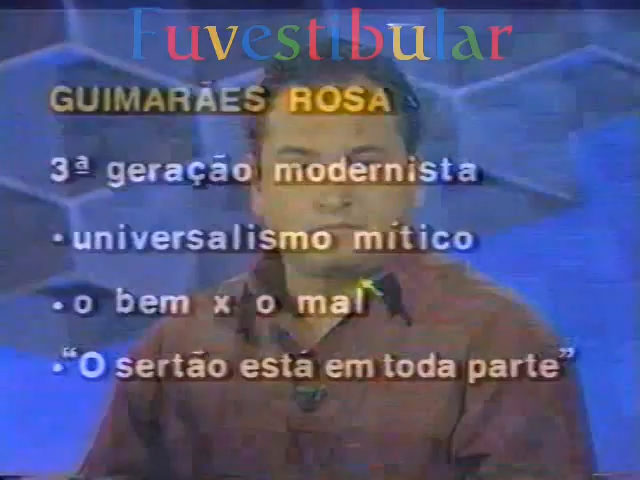 Fuvestibular
GUIMARÃES ROSA
3ª geração modernista
• universalismo mítico
• o bem x o mal
• "O sertão está em toda parte"